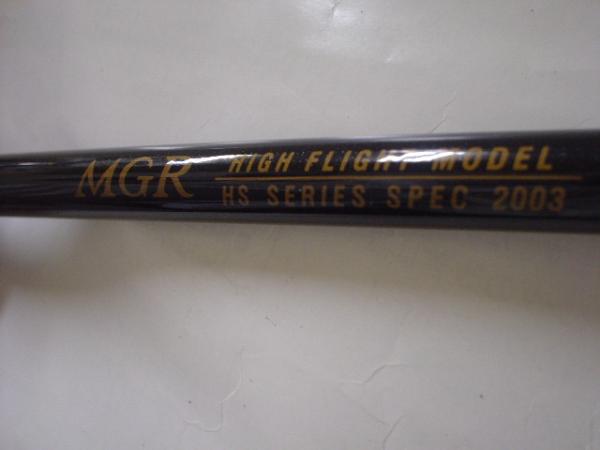 MGR
HIGH FLIGHT MODEL
HS SERIES SPEC 2003